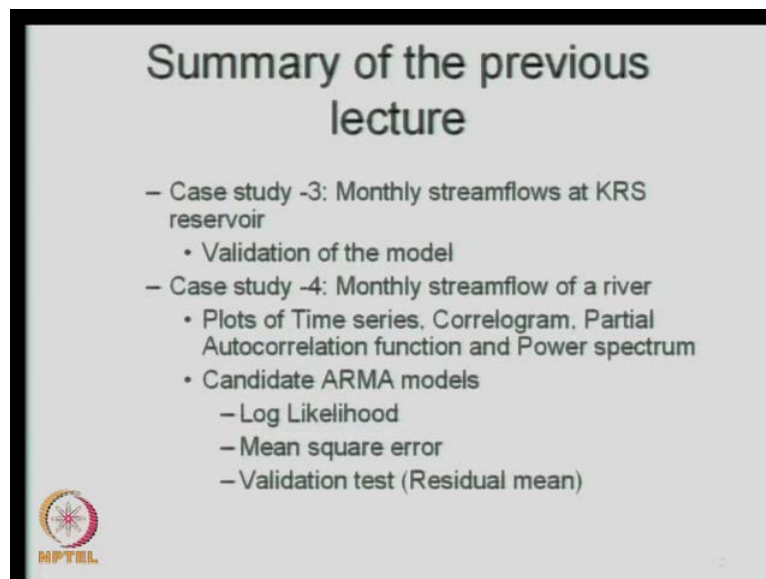 Summary of the previous
lecture
– Case study -3: Monthly streamflows at KRS
reservoir
• Validation of the model
– Case study -4: Monthly streamflow of a river
• Plots of Time series, Correlogram, Partial
Autocorrelation function and Power spectrum
• Candidate ARMA models
– Log Likelihood
– Mean square error
– Validation test (Residual mean)
NPTEL
2